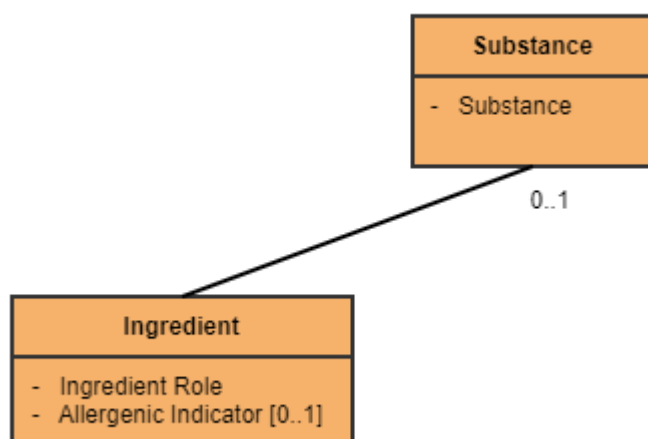 Substance
- Substance
0..1
Ingredient
- Ingredient Role
- Allergenic Indicator [0..1]